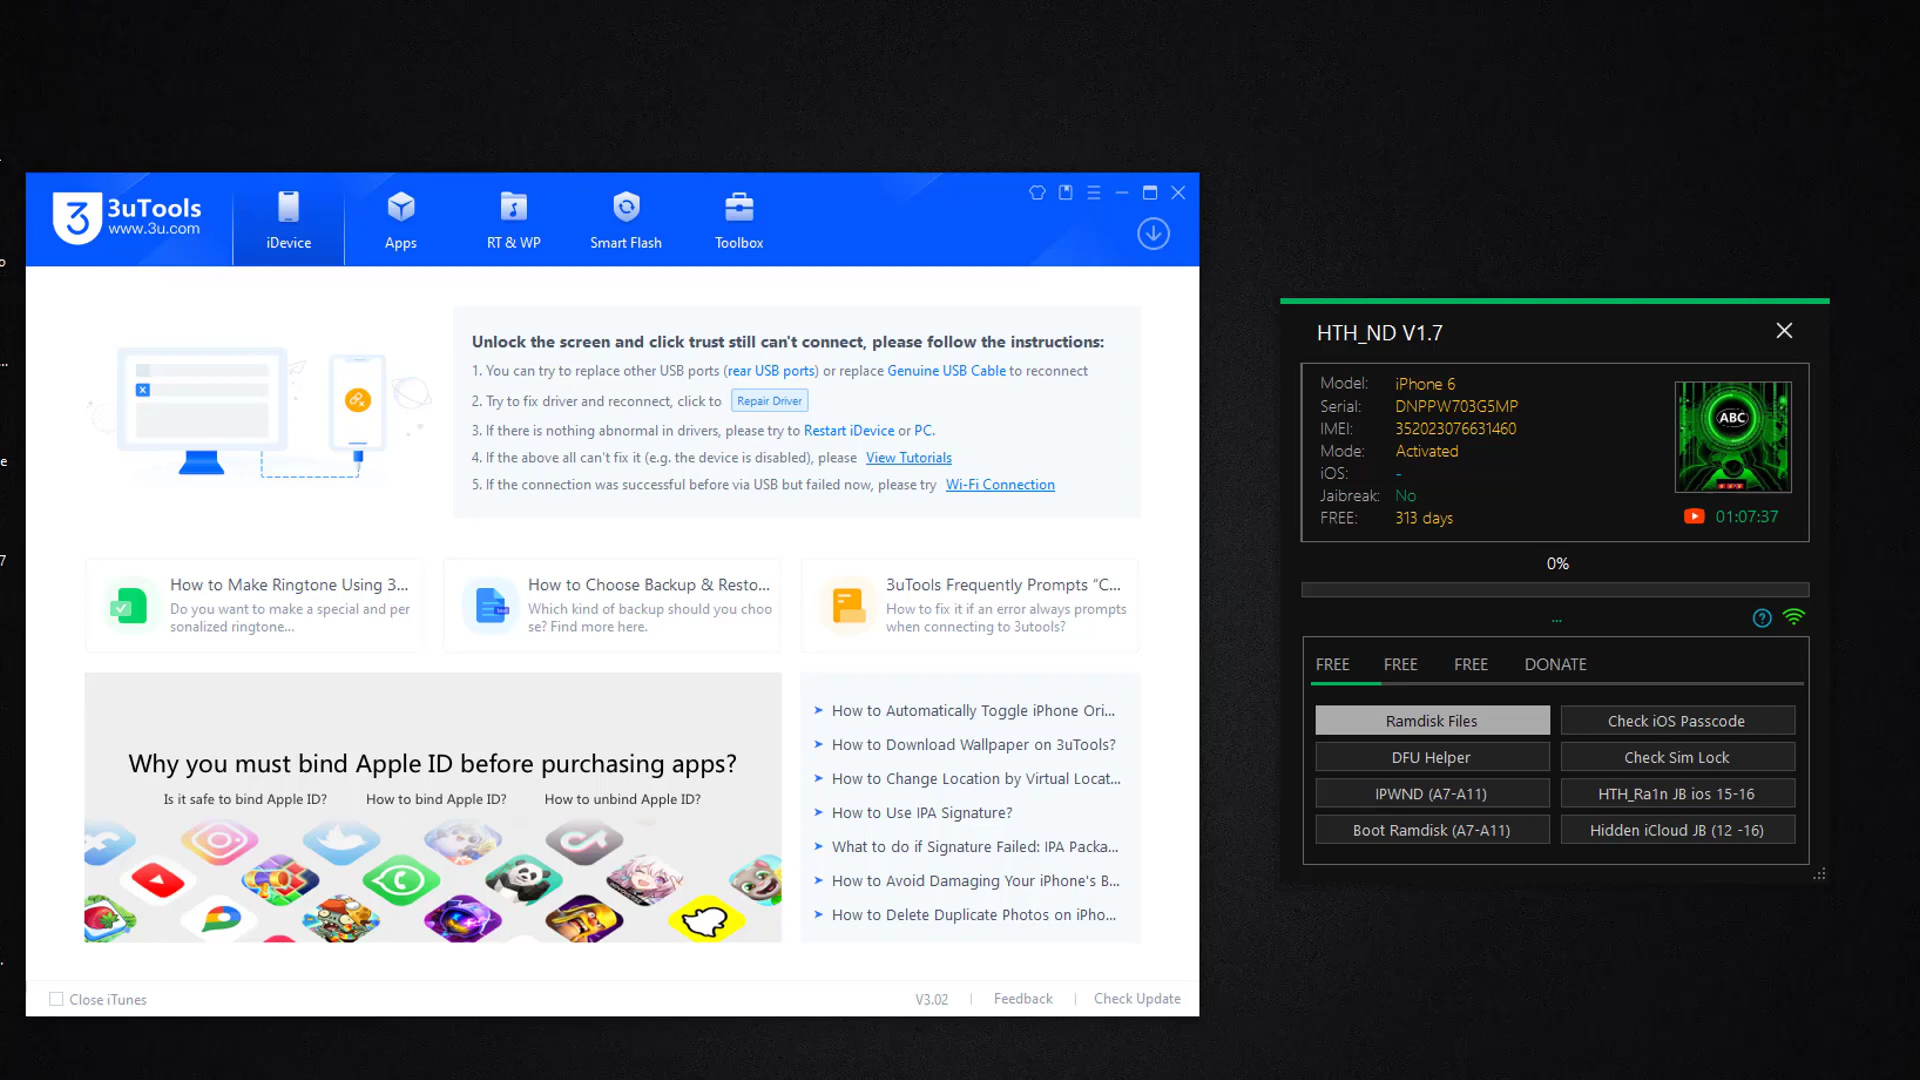 3uTools
www.3u.com
iDevice
Apps
RT & WP
Smart Flash
Toolbox
Unlock the screen and click trust still can't connect, please follow the instructions:
1. You can try to replace other USB ports (rear USB ports) or replace Genuine USB Cable to reconnect
2. Try to fix driver and reconnect, click to Repair Driver
3. If there is nothing abnormal in drivers, please try to Restart iDevice or PC.
4. If the above all can't fix it (e.g. the device is disabled), please View Tutorials
5. If the connection was successful before via USB but failed now, please try Wi-Fi Connection
How to Make Ringtone Using 3...
Do you want to make a special and per
sonalized ringtone...
How to Choose Backup & Resto...
Which kind of backup should you choo
se? Find more here.
3uTools Frequently Prompts “C...
How to fix it if an error always prompts
when connecting to 3utools?
Why you must bind Apple ID before purchasing apps?
Is it safe to bind Apple ID?
How to bind Apple ID?
How to unbind Apple ID?
How to Automatically Toggle iPhone Ori...
How to Download Wallpaper on 3uTools?
How to Change Location by Virtual Locat...
How to Use IPA Signature?
What to do if Signature Failed: IPA Packa...
How to Avoid Damaging Your iPhone's B...
How to Delete Duplicate Photos on iPho...
Close iTunes
V3.02
Feedback
Check Update
HTH_ND V1.7
Model: iPhone 6
Serial: DNPPW703G5MP
IMEI: 352023076631460
Mode: Activated
iOS: -
Jaibreak: No
FREE: 313 days
ABC
01:07:37
0%
...
FREE
FREE
FREE
DONATE
Ramdisk Files
Check iOS Passcode
DFU Helper
Check Sim Lock
IPWND (A7-A11)
HTH_Ra1n JB ios 15-16
Boot Ramdisk (A7-A11)
Hidden iCloud JB (12 -16)